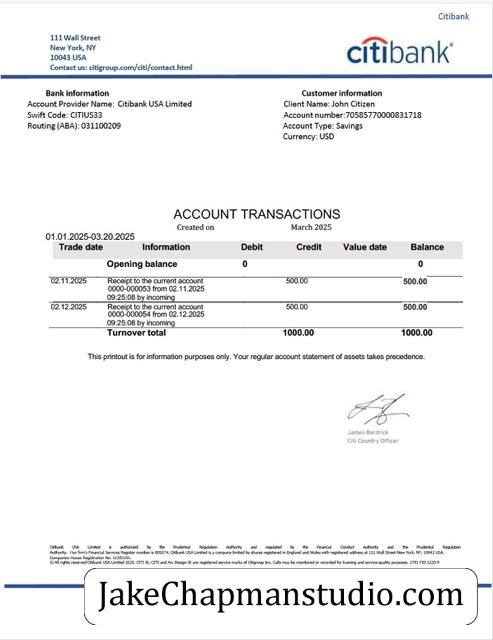 Citibank
111 Wall Street
New York, NY
10043 USA
Contact us: citigroup.com/citi/contact.html
citibank®
Bank information
Account Provider Name: Citibank USA Limited
Swift Code: CITIUS33
Routing (ABA): 031100209
Customer information
Client Name: John Citizen
Account number:70585770000831718
Account Type: Savings
Currency: USD
ACCOUNT TRANSACTIONS
Created on March 2025
01.01.2025-03.20.2025
Trade date Information Debit Credit Value date Balance
Opening balance 0 0
02.11.2025 Receipt to the current account 500.00 500.00
0000-000053 from 02.11.2025
09:25:08 by incoming
02.12.2025 Receipt to the current account 500.00 500.00
0000-000054 from 02.12.2025
09:25:08 by incoming
Turnover total 1000.00 1000.00
This printout is for information purposes only. Your regular account statement of assets takes precedence.
James Bardrick
Citi Country Officer
Citibank USA Limited is authorised by the Prudential Regulation Authority and regulated by the Financial Conduct Authority and the Prudential Regulation
Authority. Our firm's Financial Services Register number is 805574. Citibank USA Limited is a company limited by shares registered in England and Wales with registered address at 111 Wall Street New York, NY, 10043 USA,
Companies House Registration No. 11283101.
© All rights reserved Citibank USA Limited 2025. CITI ®, CITI and Arc Design ® are registered service marks of Citigroup Inc. Calls may be monitored or recorded for training and service quality purposes.
JakeChapmanstudio.com